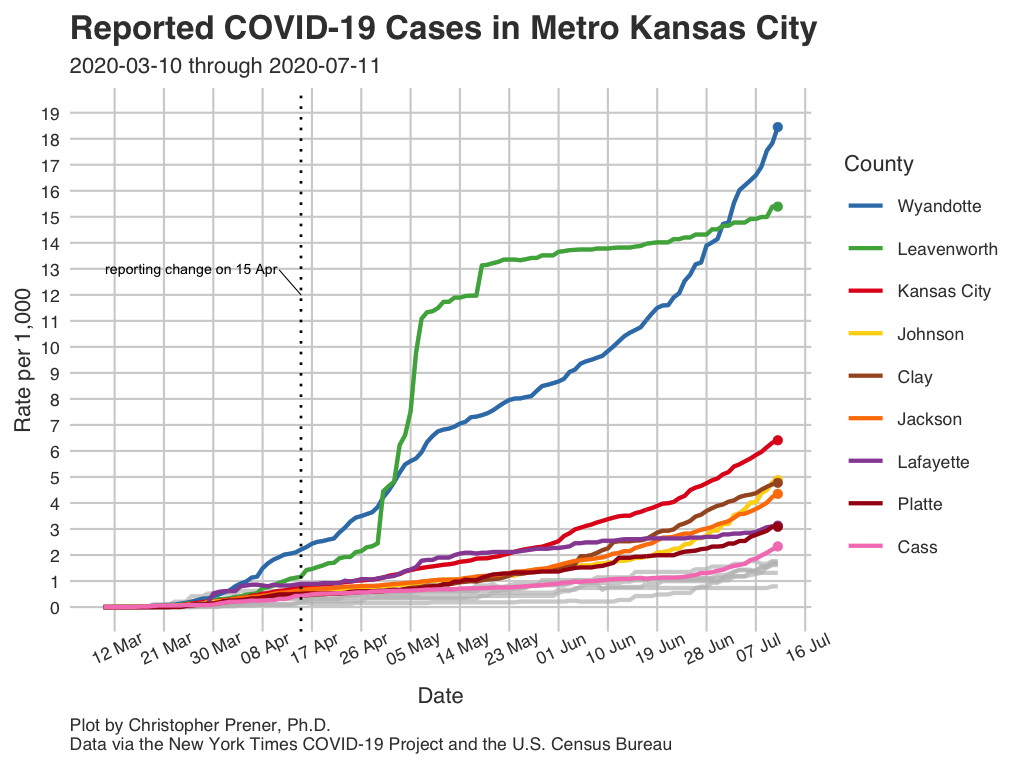 Reported COVID-19 Cases in Metro Kansas City
2020-03-10 through 2020-07-11
Rate per 1,000
19
18
17
16
15
14
13
12
11
10
9
8
7
6
5
4
3
2
1
0
reporting change on 15 Apr
12 Mar
21 Mar
30 Mar
08 Apr
17 Apr
26 Apr
05 May
14 May
23 May
01 Jun
10 Jun
19 Jun
28 Jun
07 Jul
16 Jul
Date
County
Wyandotte
Leavenworth
Kansas City
Johnson
Clay
Jackson
Lafayette
Platte
Cass
Plot by Christopher Prener, Ph.D.
Data via the New York Times COVID-19 Project and the U.S. Census Bureau